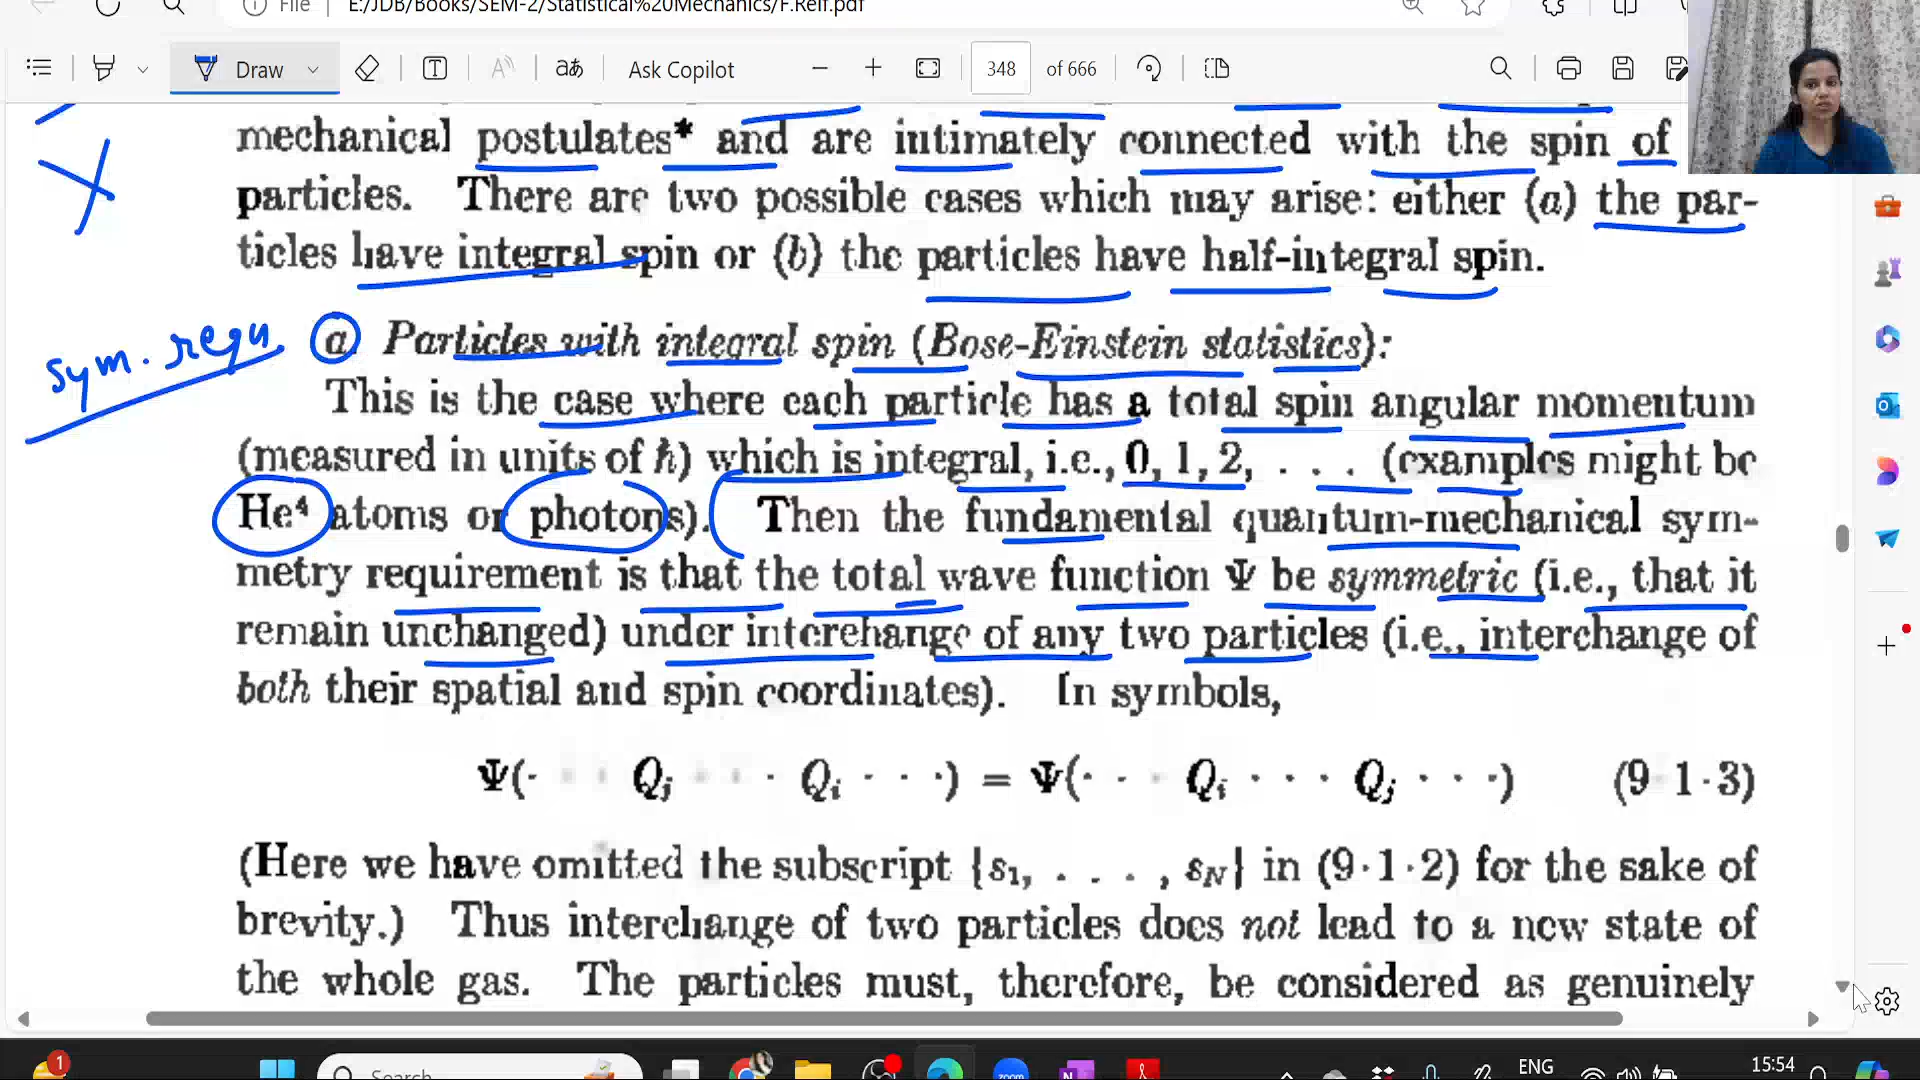 File E:/JDB/Books/SEM-2/Statistical%20Mechanics/F.Reif.pdf
Draw Ask Copilot 348 of 666
mechanical postulates* and are intimately connected with the spin of
particles. There are two possible cases which may arise: either (a) the par-
ticles have integral spin or (b) the particles have half-integral spin.
sym. requ
a. Particles with integral spin (Bose-Einstein statistics):
This is the case where each particle has a total spin angular momentum
(measured in units of ℏ) which is integral, i.e., 0, 1, 2, . . . (examples might be
He⁴ atoms or photons). Then the fundamental quantum-mechanical sym-
metry requirement is that the total wave function Ψ be symmetric (i.e., that it
remain unchanged) under interchange of any two particles (i.e., interchange of
both their spatial and spin coordinates). In symbols,
Ψ(· · · Qj · · · Qi · · ·) = Ψ(· · · Qi · · · Qj · · ·) (9·1·3)
(Here we have omitted the subscript {s1, . . . , sN} in (9·1·2) for the sake of
brevity.) Thus interchange of two particles does not lead to a new state of
the whole gas. The particles must, therefore, be considered as genuinely
1 Search zoom ENG 15:54